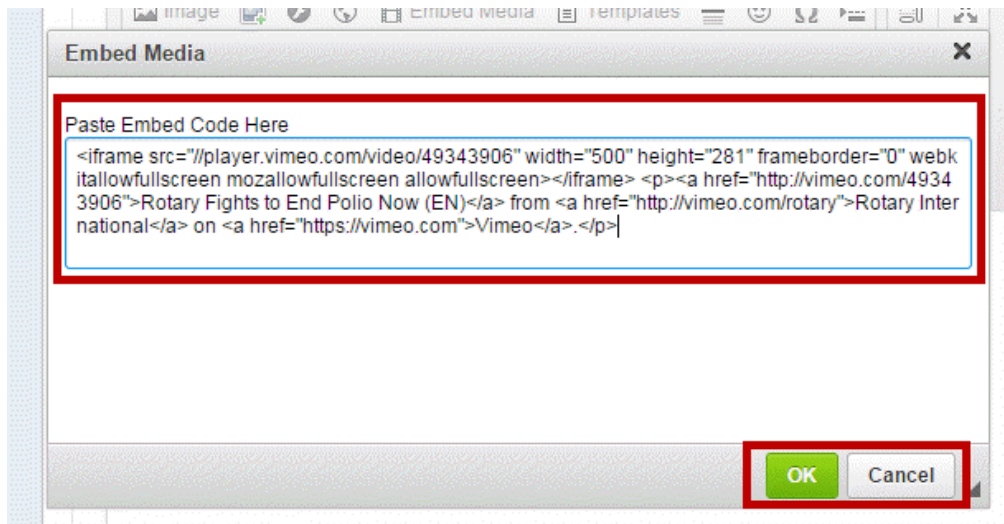 Image Embed Media Templates
Embed Media
Paste Embed Code Here
<iframe src="//player.vimeo.com/video/49343906" width="500" height="281" frameborder="0" webk
itallowfullscreen mozallowfullscreen allowfullscreen></iframe> <p><a href="http://vimeo.com/4934
3906">Rotary Fights to End Polio Now (EN)</a> from <a href="http://vimeo.com/rotary">Rotary Inter
national</a> on <a href="https://vimeo.com">Vimeo</a>.</p>
OK Cancel